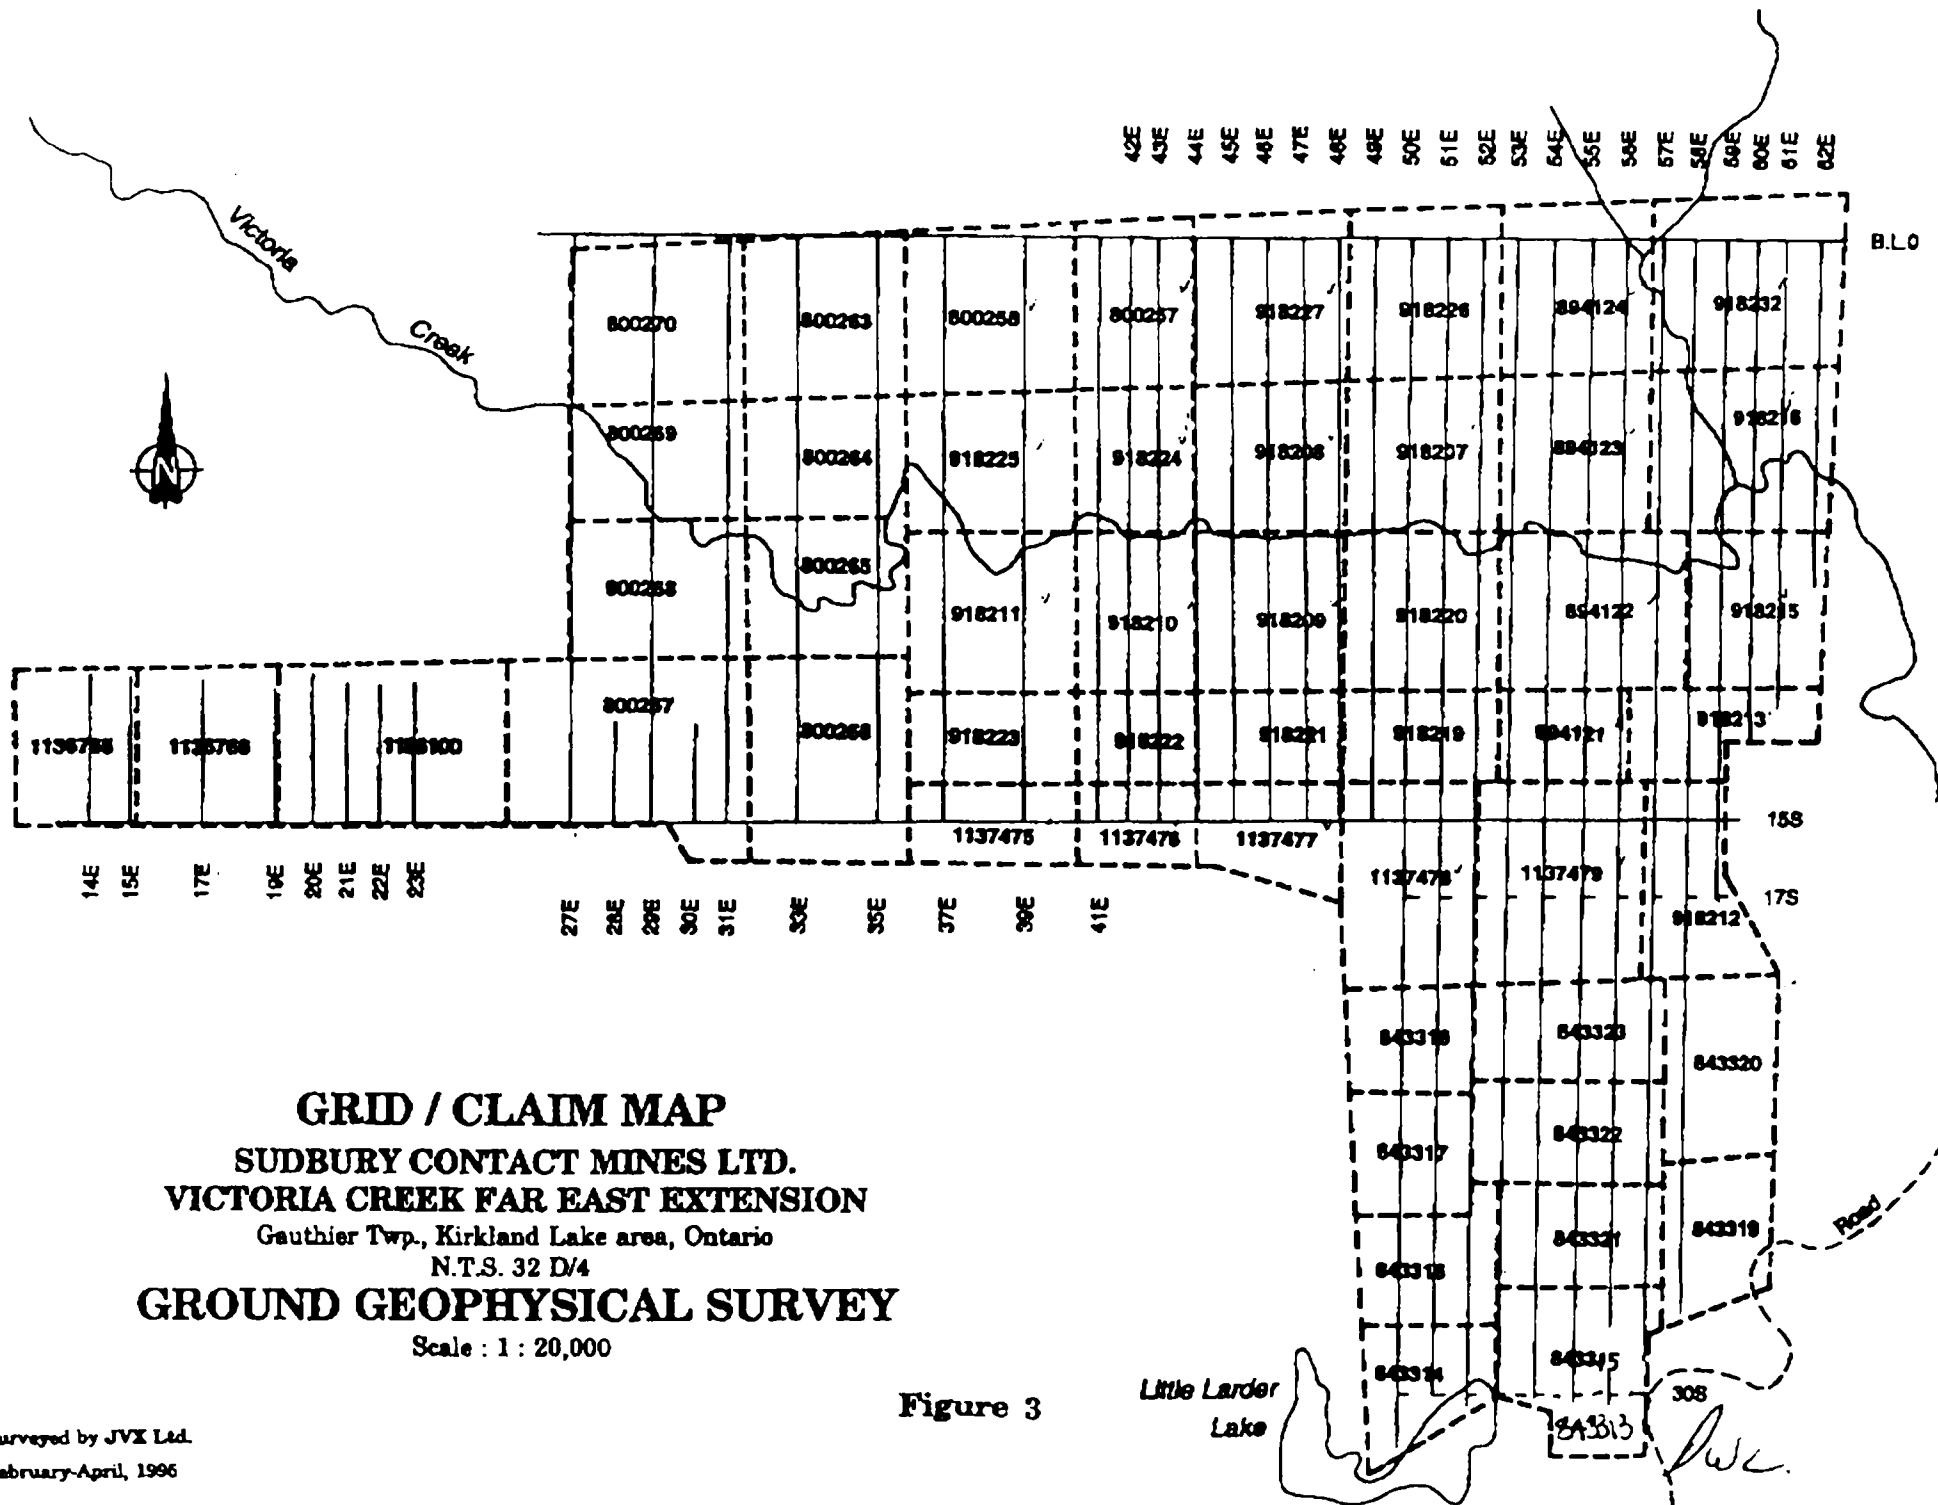 42E 43E 44E 45E 46E 47E 48E 49E 50E 51E 52E 53E 54E 55E 56E 57E 58E 59E 60E 61E 62E
Victoria
Creek
B.L.0
800270 800263 800258 800257 918227 918226 894124 918232
800269 800264 918225 918224 918208 918207 894123 918216
N
800268 800265 918211 918210 918209 918220 894122 918215
800267 800266 918223 918222 918221 918219 894121 918213
1136768
15S
1137475 1137476 1137477
14E 15E 17E 19E 20E 21E 22E 23E
1137478 1137479
17S
27E 28E 29E 30E 31E 33E 35E 37E 39E 41E
918212
843316 843323 843320
843317 843322
843318 843321 843319
843314 843315
GRID / CLAIM MAP
SUDBURY CONTACT MINES LTD.
VICTORIA CREEK FAR EAST EXTENSION
Gauthier Twp., Kirkland Lake area, Ontario
N.T.S. 32 D/4
GROUND GEOPHYSICAL SURVEY
Scale : 1 : 20,000
Road
Figure 3
Little Larder
Lake
30S
843313
urveyed by JVX Ltd.
ebruary-April, 1996